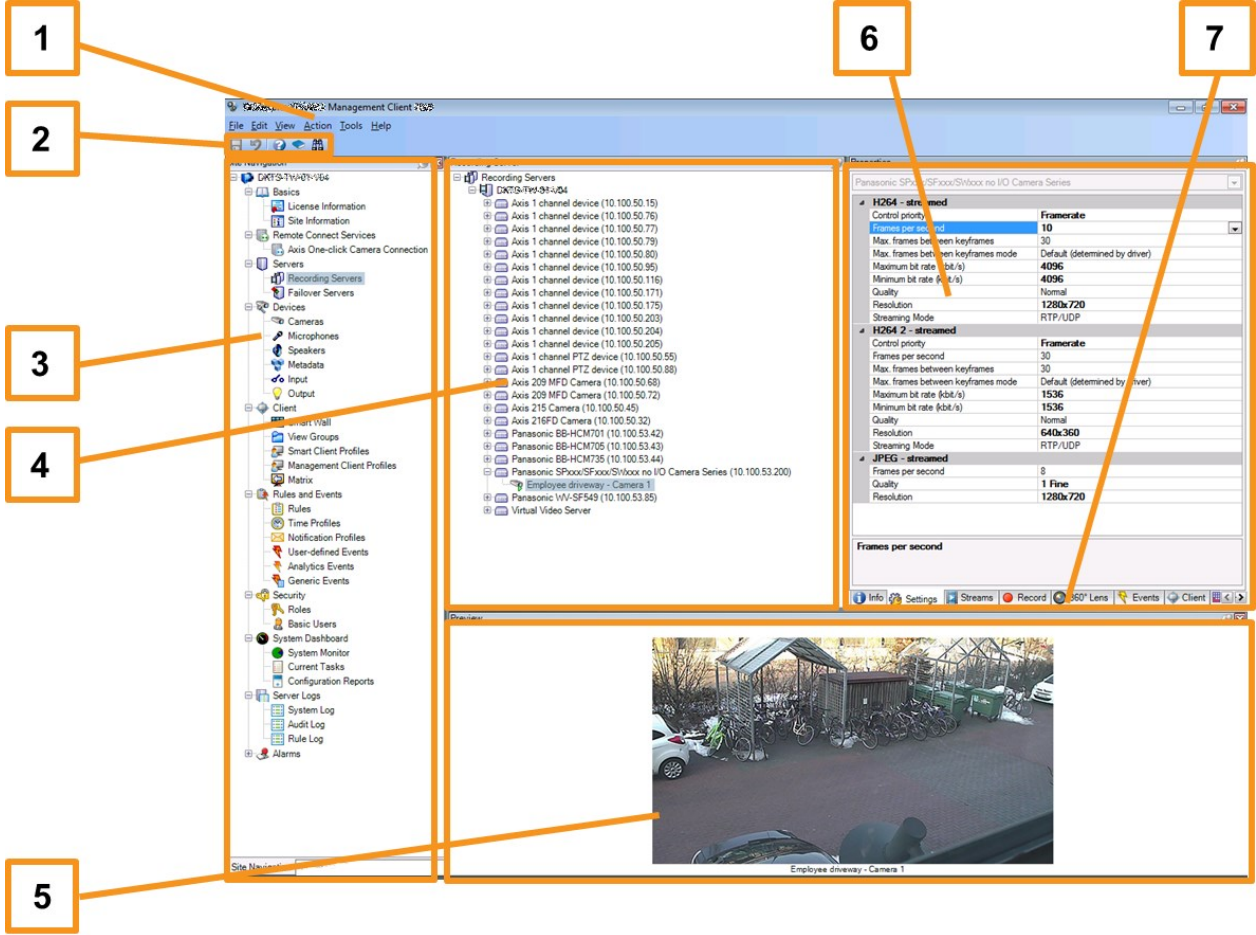 1
6
7
Management Client
File Edit View Action Tools Help
2
Site Navigation
Basics
License Information
Site Information
Remote Connect Services
Axis One-click Camera Connection
Servers
Recording Servers
Failover Servers
Devices
Cameras
3
Microphones
Speakers
Metadata
Input
Output
Client
Smart Wall
View Groups
4
Smart Client Profiles
Management Client Profiles
Matrix
Rules and Events
Rules
Time Profiles
Notification Profiles
User-defined Events
Analytics Events
Generic Events
Security
Roles
Basic Users
System Dashboard
System Monitor
Current Tasks
Configuration Reports
Server Logs
System Log
Audit Log
Rule Log
Alarms
Site Navigation
5
Recording Server
Recording Servers
Axis 1 channel device (10.100.50.15)
Axis 1 channel device (10.100.50.76)
Axis 1 channel device (10.100.50.77)
Axis 1 channel device (10.100.50.79)
Axis 1 channel device (10.100.50.80)
Axis 1 channel device (10.100.50.95)
Axis 1 channel device (10.100.50.116)
Axis 1 channel device (10.100.50.171)
Axis 1 channel device (10.100.50.175)
Axis 1 channel device (10.100.50.203)
Axis 1 channel device (10.100.50.204)
Axis 1 channel device (10.100.50.205)
Axis 1 channel PTZ device (10.100.50.55)
Axis 1 channel PTZ device (10.100.50.88)
Axis 209 MFD Camera (10.100.50.68)
Axis 209 MFD Camera (10.100.50.72)
Axis 215 Camera (10.100.50.45)
Axis 216FD Camera (10.100.50.32)
Panasonic BB-HCM701 (10.100.53.42)
Panasonic BB-HCM705 (10.100.53.43)
Panasonic BB-HCM735 (10.100.53.44)
Panasonic SPxxx/SFxxx/SWxxx no I/O Camera Series (10.100.53.200)
Employee driveway - Camera 1
Panasonic WV-SF549 (10.100.53.85)
Virtual Video Server
Properties
Panasonic SPxxx/SFxxx/SWxxx no I/O Camera Series
H264 - streamed
Control priority Framerate
Frames per second 10
Max. frames between keyframes 30
Max. frames between keyframes mode Default (determined by driver)
Maximum bit rate (kbit/s) 4096
Minimum bit rate (kbit/s) 4096
Quality Normal
Resolution 1280x720
Streaming Mode RTP/UDP
H264 2 - streamed
Control priority Framerate
Frames per second 30
Max. frames between keyframes 30
Max. frames between keyframes mode Default (determined by driver)
Maximum bit rate (kbit/s) 1536
Minimum bit rate (kbit/s) 1536
Quality Normal
Resolution 640x360
Streaming Mode RTP/UDP
JPEG - streamed
Frames per second 8
Quality 1 Fine
Resolution 1280x720
Frames per second
Info Settings Streams Record 360° Lens Events Client
Preview
Employee driveway - Camera 1